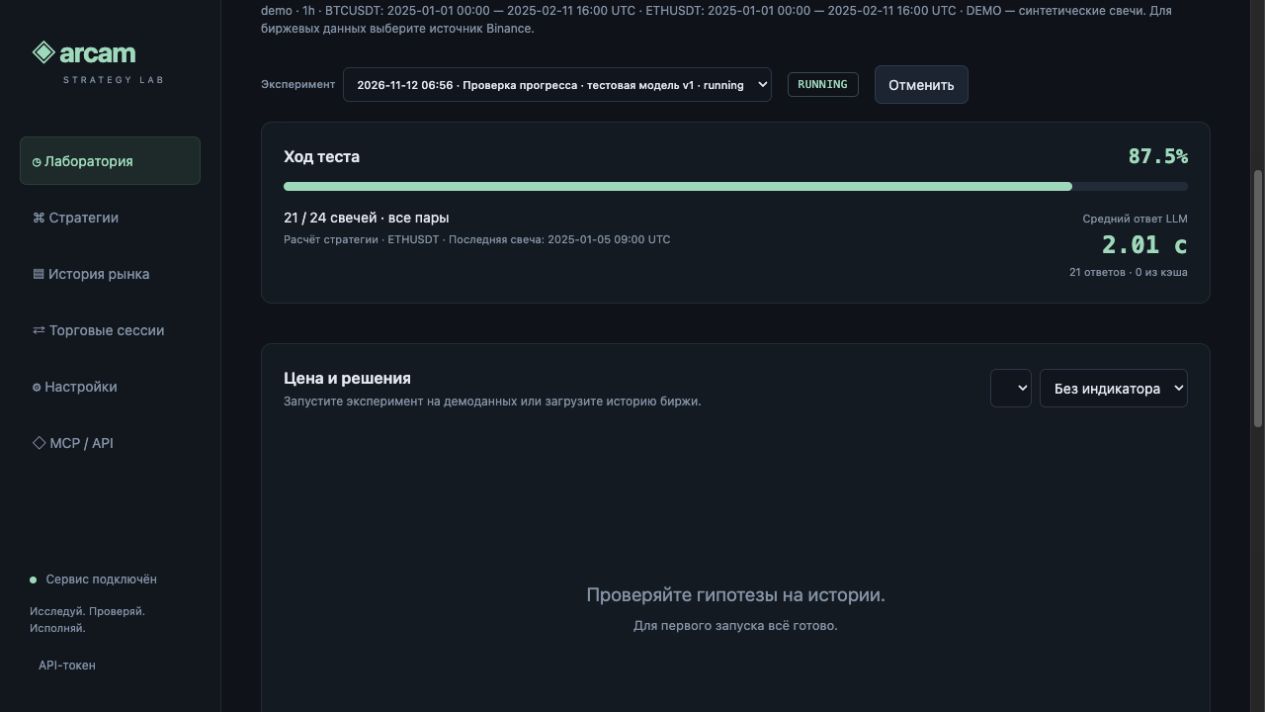 demo · 1h · BTCUSDT: 2025-01-01 00:00 — 2025-02-11 16:00 UTC · ETHUSDT: 2025-01-01 00:00 — 2025-02-11 16:00 UTC · DEMO — синтетические свечи. Для
биржевых данных выберите источник Binance.
arcam
STRATEGY LAB
Лаборатория
Стратегии
История рынка
Торговые сессии
Настройки
MCP / API
Сервис подключён
Исследуй. Проверяй.
Исполняй.
API-токен
Эксперимент
2026-11-12 06:56 · Проверка прогресса · тестовая модель v1 · running
RUNNING
Отменить
Ход теста
87.5%
21 / 24 свечей · все пары
Расчёт стратегии · ETHUSDT · Последняя свеча: 2025-01-05 09:00 UTC
Средний ответ LLM
2.01 с
21 ответов · 0 из кэша
Цена и решения
Запустите эксперимент на демоданных или загрузите историю биржи.
Без индикатора
Проверяйте гипотезы на истории.
Для первого запуска всё готово.